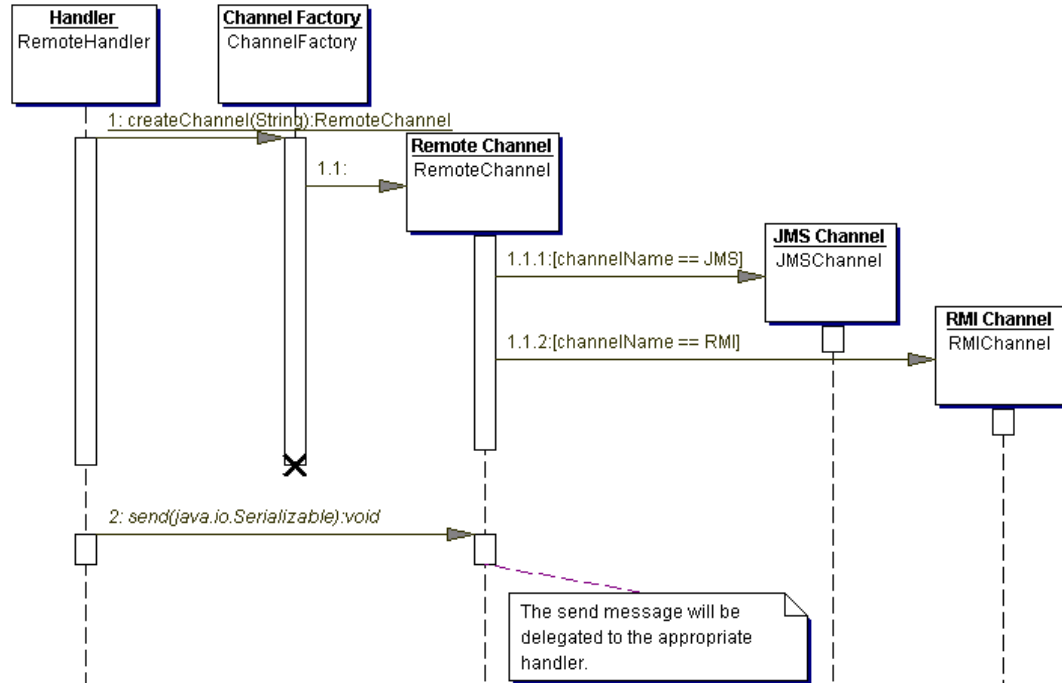 Handler
RemoteHandler
Channel Factory
ChannelFactory
1: createChannel(String):RemoteChannel
Remote Channel
RemoteChannel
1.1:
JMS Channel
JMSChannel
1.1.1:[channelName == JMS]
RMI Channel
RMIChannel
1.1.2:[channelName == RMI]
2: send(java.io.Serializable):void
The send message will be
delegated to the appropriate
handler.